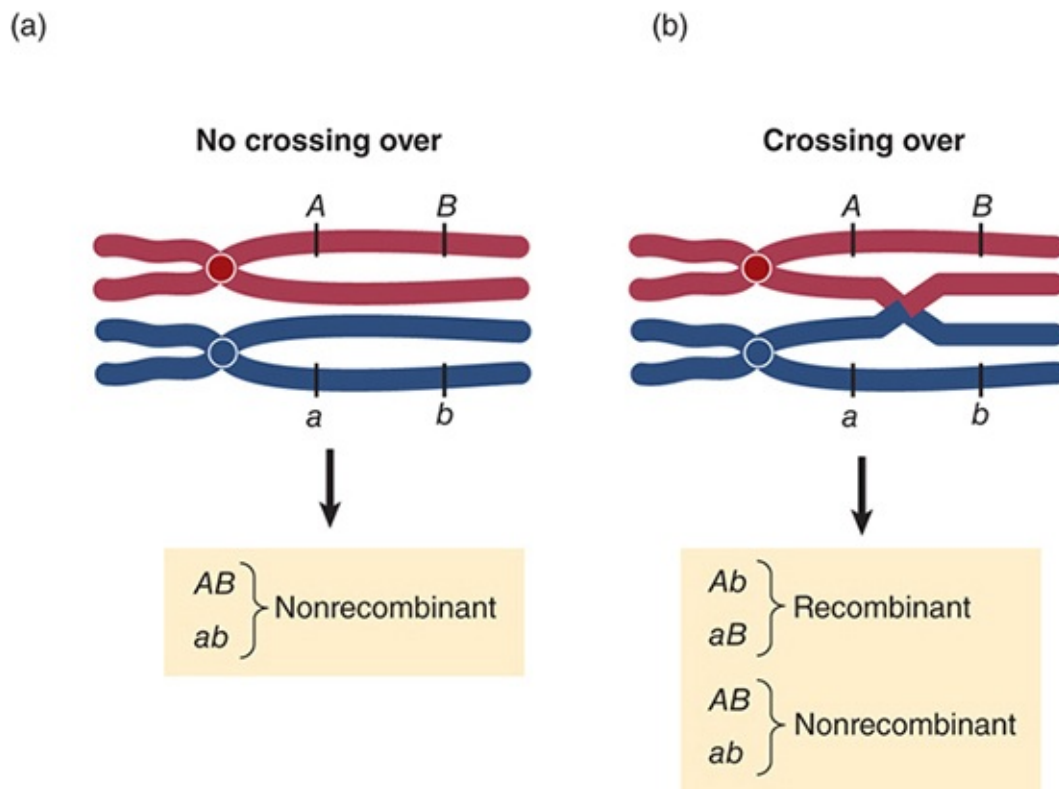 (a)
No crossing over
A B
a b
AB
ab
Nonrecombinant
(b)
Crossing over
A B
a b
Ab
aB
Recombinant
AB
ab
Nonrecombinant